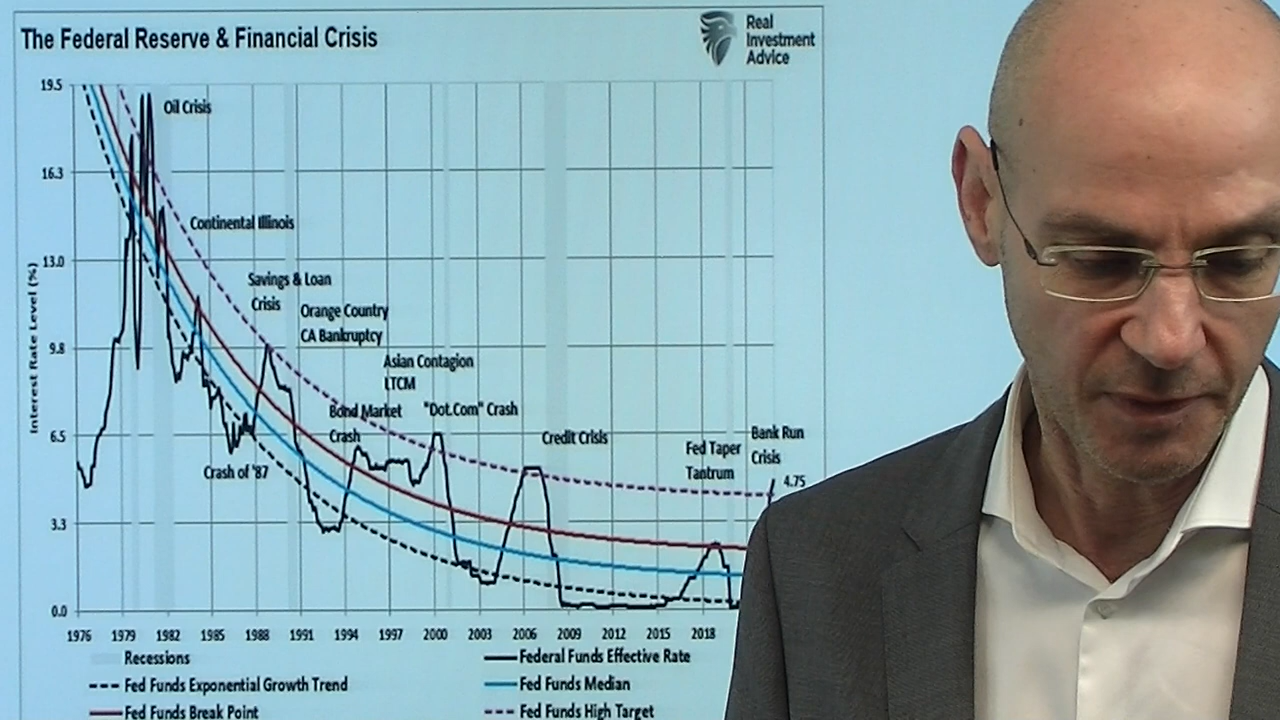 The Federal Reserve & Financial Crisis
Real
Investment
Advice
19.5
Oil Crisis
16.3
Continental Illinois
13.0
Savings & Loan
Crisis
Orange Country
CA Bankruptcy
9.8
Asian Contagion
LTCM
Bond Market
Crash
"Dot.Com" Crash
6.5
Credit Crisis
Fed Taper
Tantrum
Bank Run
Crisis
4.75
Crash of '87
3.3
0.0
Interest Rate Level (%)
1976 1979 1982 1985 1988 1991 1994 1997 2000 2003 2006 2009 2012 2015 2018
Recessions
Federal Funds Effective Rate
Fed Funds Exponential Growth Trend
Fed Funds Median
Fed Funds Break Point
Fed Funds High Target